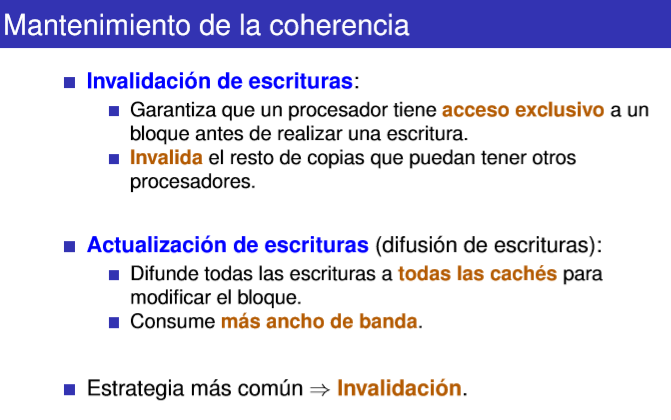 Mantenimiento de la coherencia
Invalidación de escrituras:
Garantiza que un procesador tiene acceso exclusivo a un
bloque antes de realizar una escritura.
Invalida el resto de copias que puedan tener otros
procesadores.
Actualización de escrituras (difusión de escrituras):
Difunde todas las escrituras a todas las cachés para
modificar el bloque.
Consume más ancho de banda.
Estrategia más común ⇒ Invalidación.